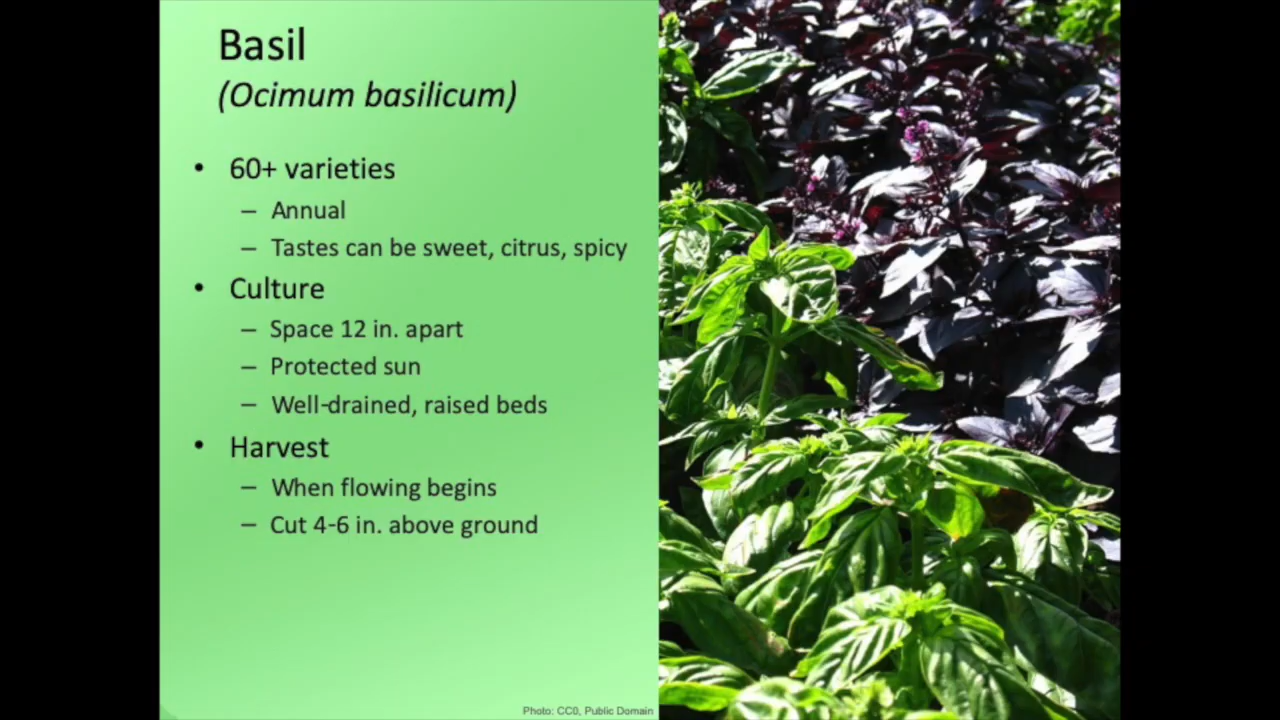 Basil
(Ocimum basilicum)
• 60+ varieties
– Annual
– Tastes can be sweet, citrus, spicy
• Culture
– Space 12 in. apart
– Protected sun
– Well-drained, raised beds
• Harvest
– When flowing begins
– Cut 4-6 in. above ground
Photo: CC0, Public Domain